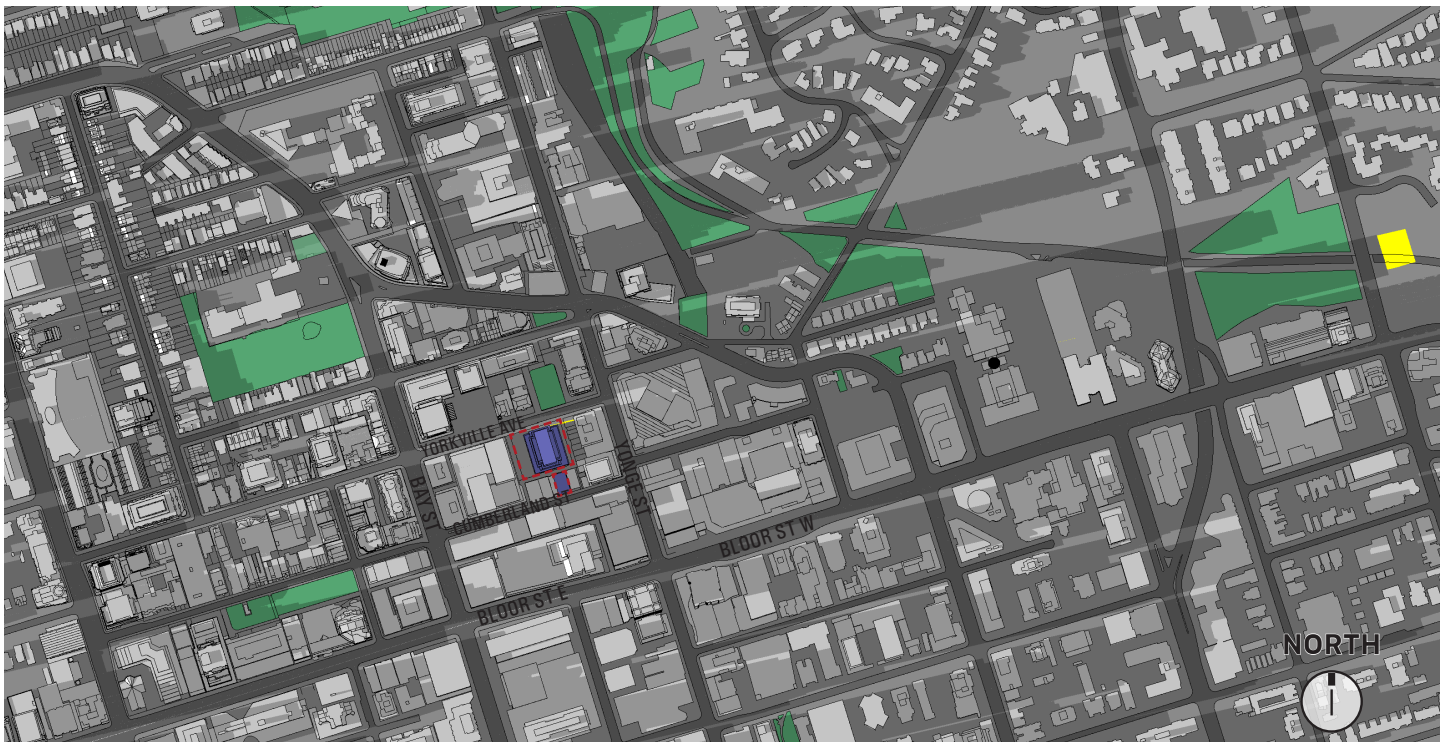 YORKVILLE AVE
YONGE ST
BAY ST
CUMBERLAND ST
BLOOR ST W
BLOOR ST E
NORTH